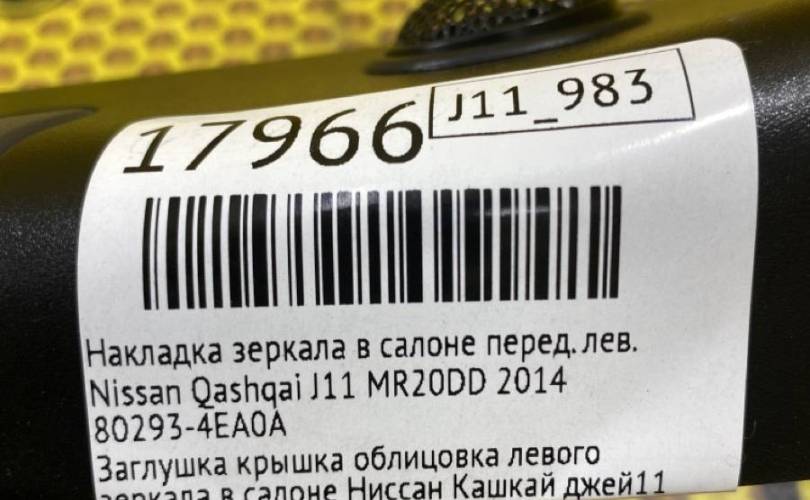 17966 J11_983
Накладка зеркала в салоне перед. лев.
Nissan Qashqai J11 MR20DD 2014
80293-4EA0A
Заглушка крышка облицовка левого
зеркала в салоне Ниссан Кашкай джей11